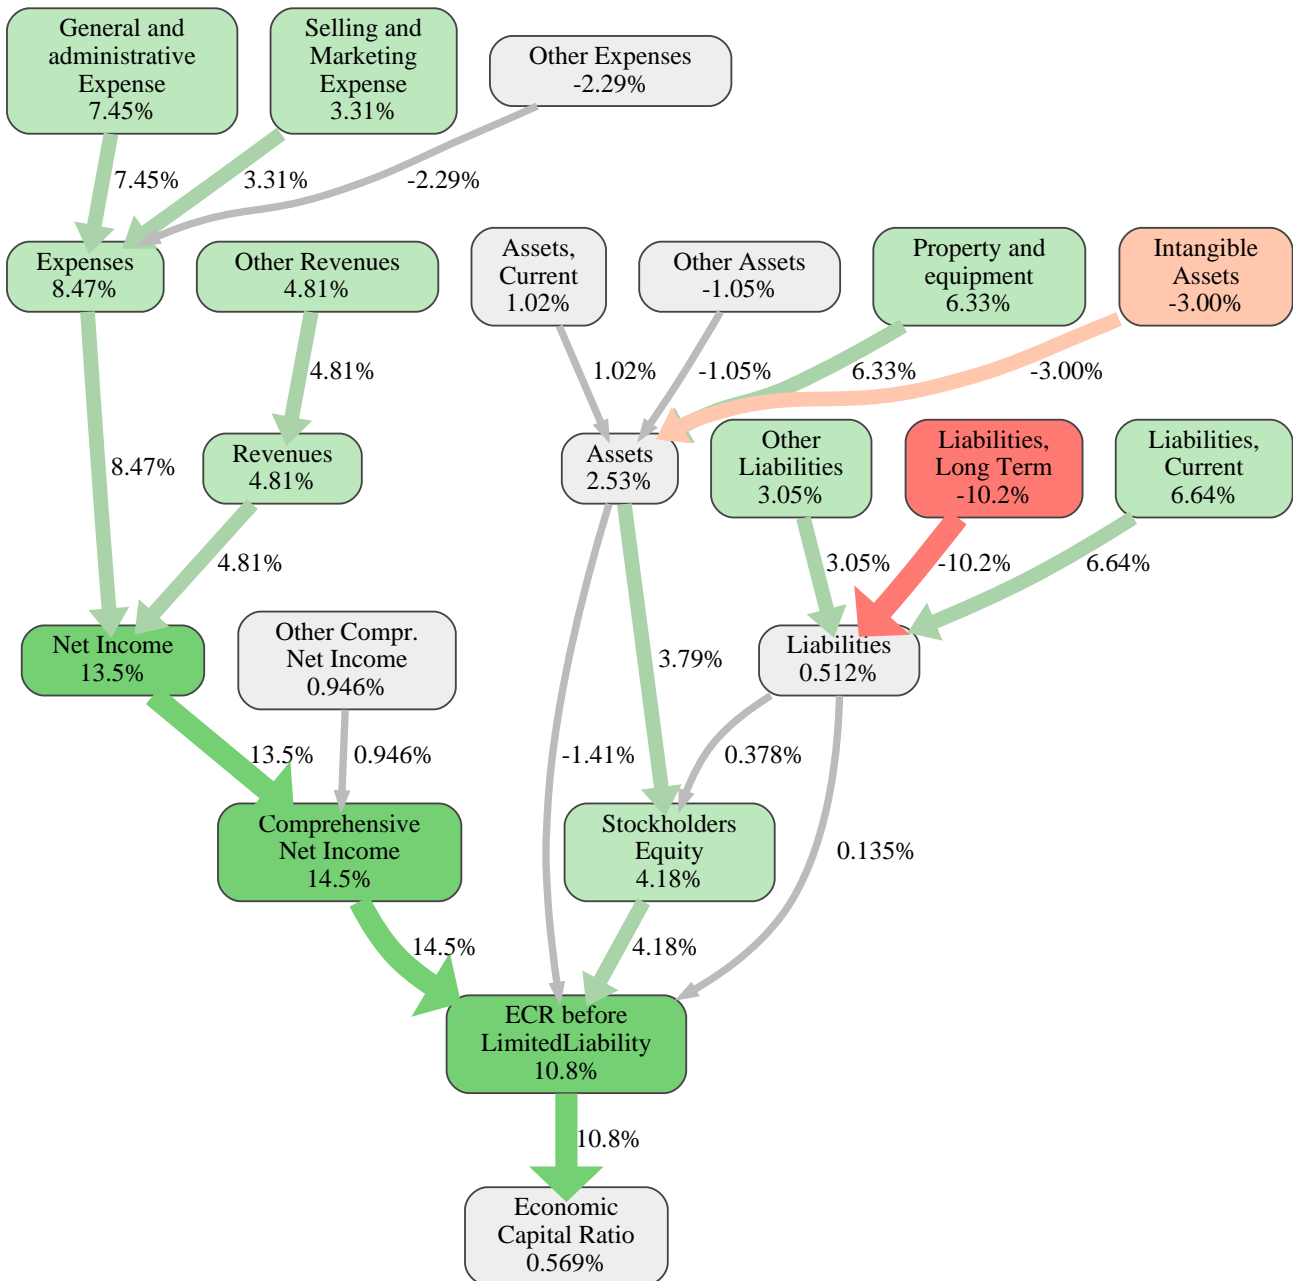 General and
administrative
Expense
7.45%
Selling and
Marketing
Expense
3.31%
Other Expenses
-2.29%
7.45%
3.31%
-2.29%
Expenses
8.47%
Other Revenues
4.81%
Assets,
Current
1.02%
Other Assets
-1.05%
Property and
equipment
6.33%
Intangible
Assets
-3.00%
4.81%
1.02%
-1.05%
6.33%
-3.00%
8.47%
Revenues
4.81%
Assets
2.53%
Other
Liabilities
3.05%
Liabilities,
Long Term
-10.2%
Liabilities,
Current
6.64%
4.81%
3.05%
-10.2%
6.64%
Net Income
13.5%
Other Compr.
Net Income
0.946%
3.79%
Liabilities
0.512%
13.5%
0.946%
-1.41%
0.378%
Comprehensive
Net Income
14.5%
Stockholders
Equity
4.18%
0.135%
14.5%
4.18%
ECR before
LimitedLiability
10.8%
10.8%
Economic
Capital Ratio
0.569%